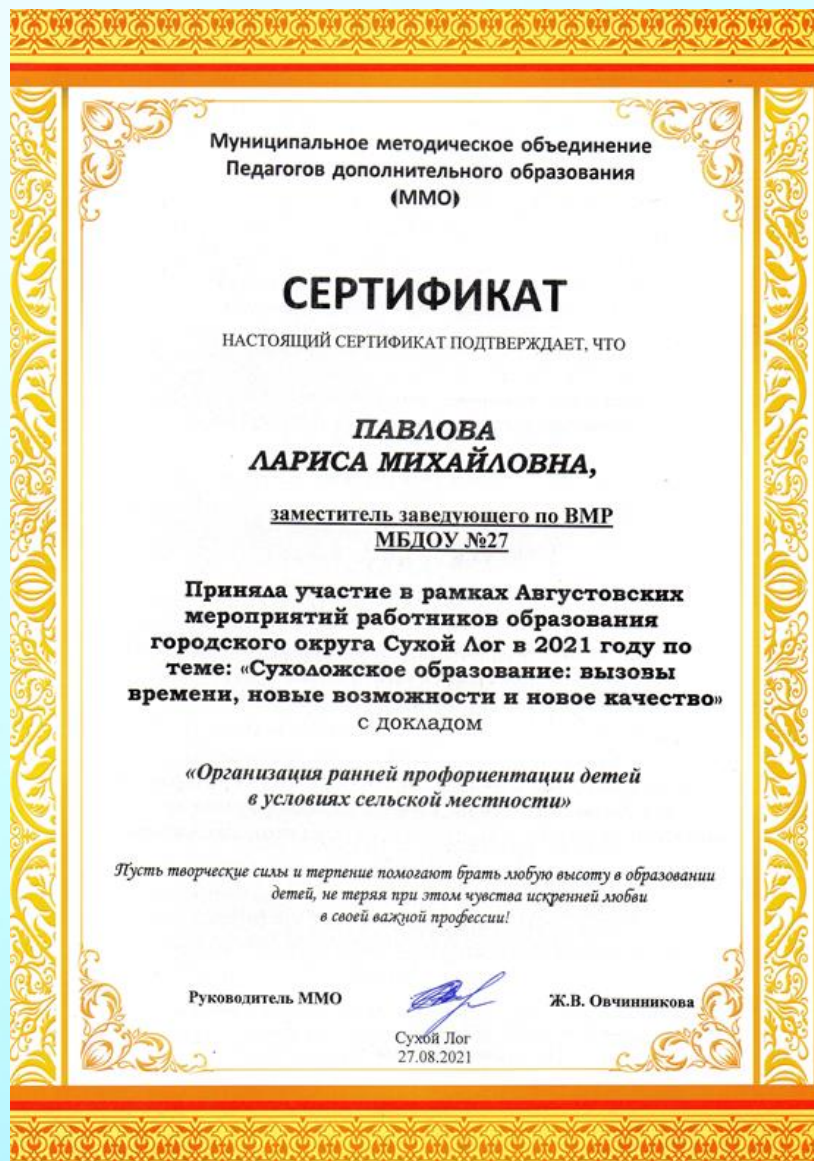 Муниципальное методическое объединение
Педагогов дополнительного образования
(ММО)
СЕРТИФИКАТ
НАСТОЯЩИЙ СЕРТИФИКАТ ПОДТВЕРЖДАЕТ, ЧТО
ПАВЛОВА
ЛАРИСА МИХАЙЛОВНА,
заместитель заведующего по ВМР
МБДОУ №27
Приняла участие в рамках Августовских
мероприятий работников образования
городского округа Сухой Лог в 2021 году по
теме: «Сухоложское образование: вызовы
времени, новые возможности и новое качество»
с докладом
«Организация ранней профориентации детей
в условиях сельской местности»
Пусть творческие силы и терпение помогают брать любую высоту в образовании
детей, не теряя при этом чувства искренней любви
в своей важной профессии!
Руководитель ММО Ж.В. Овчинникова
Сухой Лог
27.08.2021